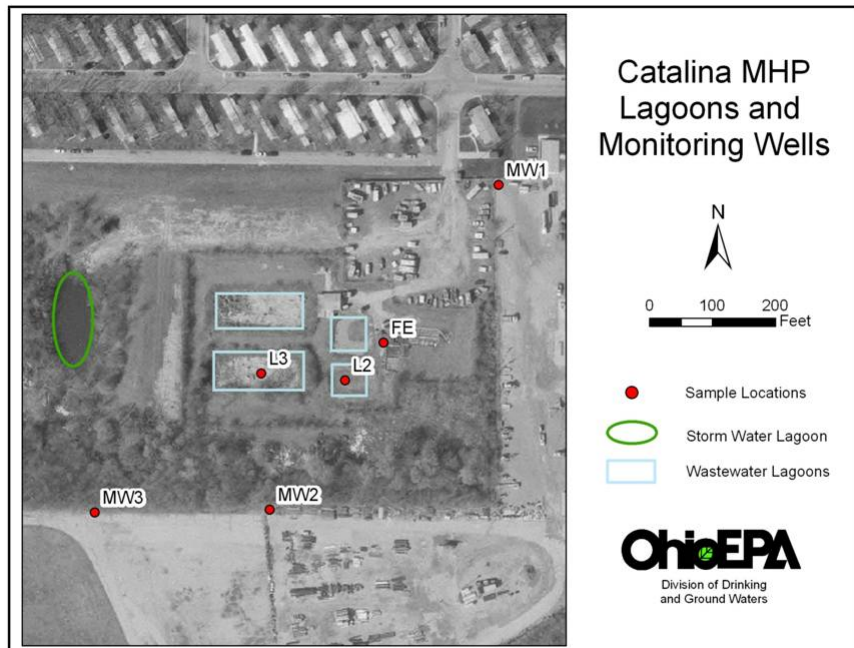 Catalina MHP
Lagoons and
Monitoring Wells
MW1
N
0 100 200
Feet
FE
L3
L2
Sample Locations
Storm Water Lagoon
Wastewater Lagoons
MW3
MW2
OhioEPA
Division of Drinking
and Ground Waters